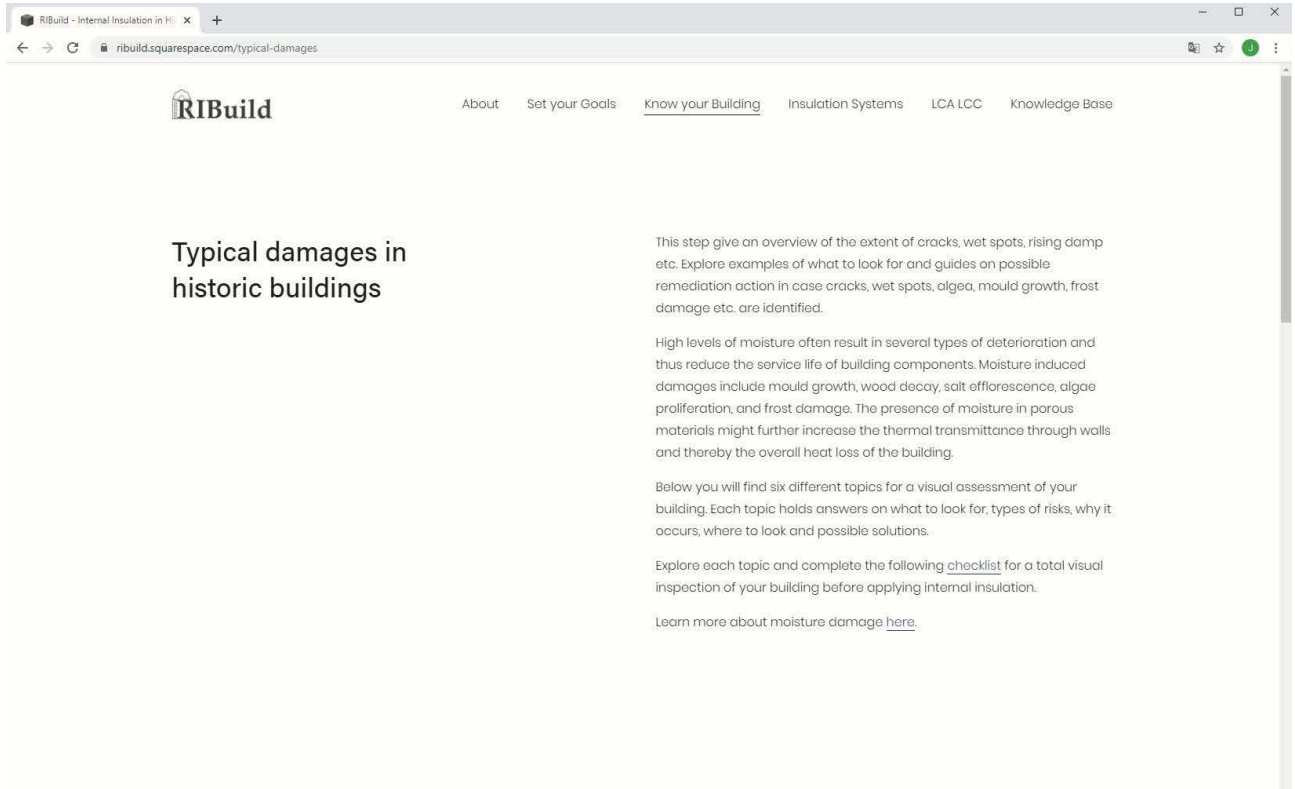 RIBuild - Internal Insulation in Hi
ribuild.squarespace.com/typical-damages
J
RIBuild
About Set your Goals Know your Building Insulation Systems LCA LCC Knowledge Base
Typical damages in
historic buildings
This step give an overview of the extent of cracks, wet spots, rising damp
etc. Explore examples of what to look for and guides on possible
remediation action in case cracks, wet spots, algea, mould growth, frost
damage etc. are identified.
High levels of moisture often result in several types of deterioration and
thus reduce the service life of building components. Moisture induced
damages include mould growth, wood decay, salt efflorescence, algae
proliferation, and frost damage. The presence of moisture in porous
materials might further increase the thermal transmittance through walls
and thereby the overall heat loss of the building.
Below you will find six different topics for a visual assessment of your
building. Each topic holds answers on what to look for, types of risks, why it
occurs, where to look and possible solutions.
Explore each topic and complete the following checklist for a total visual
inspection of your building before applying internal insulation.
Learn more about moisture damage here.